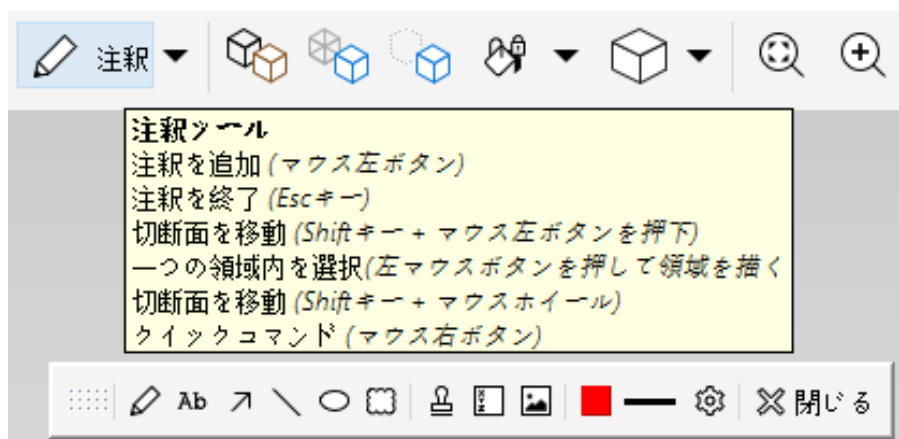 注釈
注釈ツール
注釈を追加 (マウス左ボタン)
注釈を終了 (Escキー)
切断面を移動 (Shiftキー + マウス左ボタンを押下)
一つの領域内を選択(左マウスボタンを押して領域を描く
切断面を移動 (Shiftキー + マウスホイール)
クイックコマンド (マウス右ボタン)
Ab 閉じる